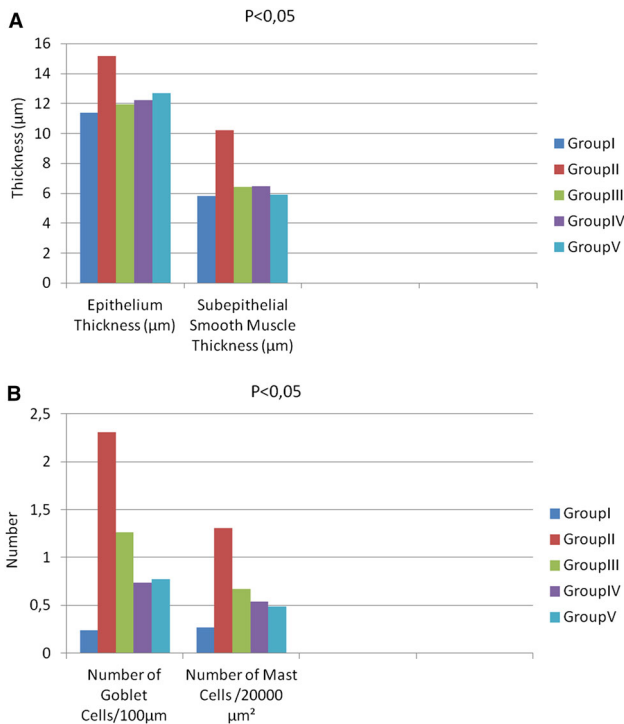 A
P<0,05
Thickness (µm)
16
14
12
10
8
6
4
2
0
Epithelium
Thickness (µm)
Subepithelial
Smooth Muscle
Thickness (µm)
GroupI
GroupII
GroupIII
GroupIV
GroupV
B
P<0,05
Number
2,5
2
1,5
1
0,5
0
Number of
Goblet
Cells/100µm
Number of Mast
Cells /20000
µm²
GroupI
GroupII
GroupIII
GroupIV
GroupV